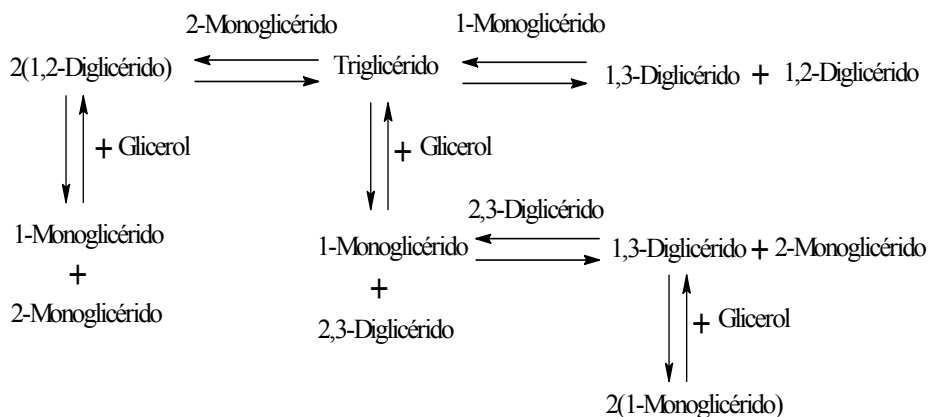 2-Monoglicérido
1-Monoglicérido
2(1,2-Diglicérido)
Triglicérido
1,3-Diglicérido + 1,2-Diglicérido
+ Glicerol
+ Glicerol
2,3-Diglicérido
1-Monoglicérido
+
2-Monoglicérido
1-Monoglicérido
+
2,3-Diglicérido
1,3-Diglicérido + 2-Monoglicérido
+ Glicerol
2(1-Monoglicérido)